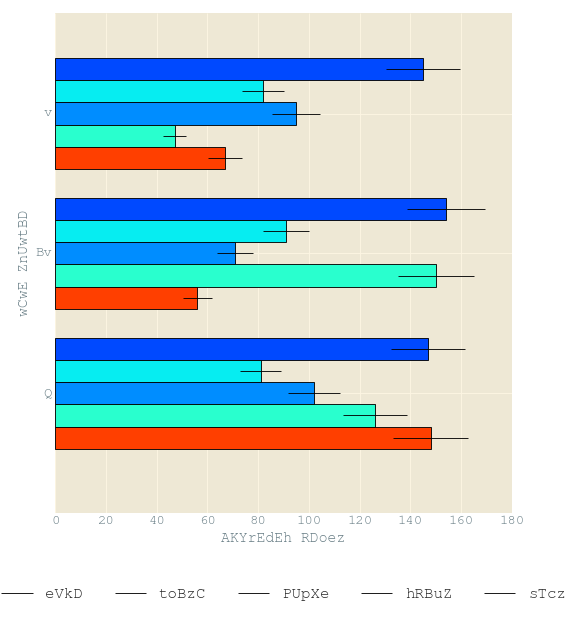 v
Bv
Q
wCwE ZnUwtBD
0 20 40 60 80 100 120 140 160 180
AKYrEdEh RDoez
eVkD toBzC PUpXe hRBuZ sTcz